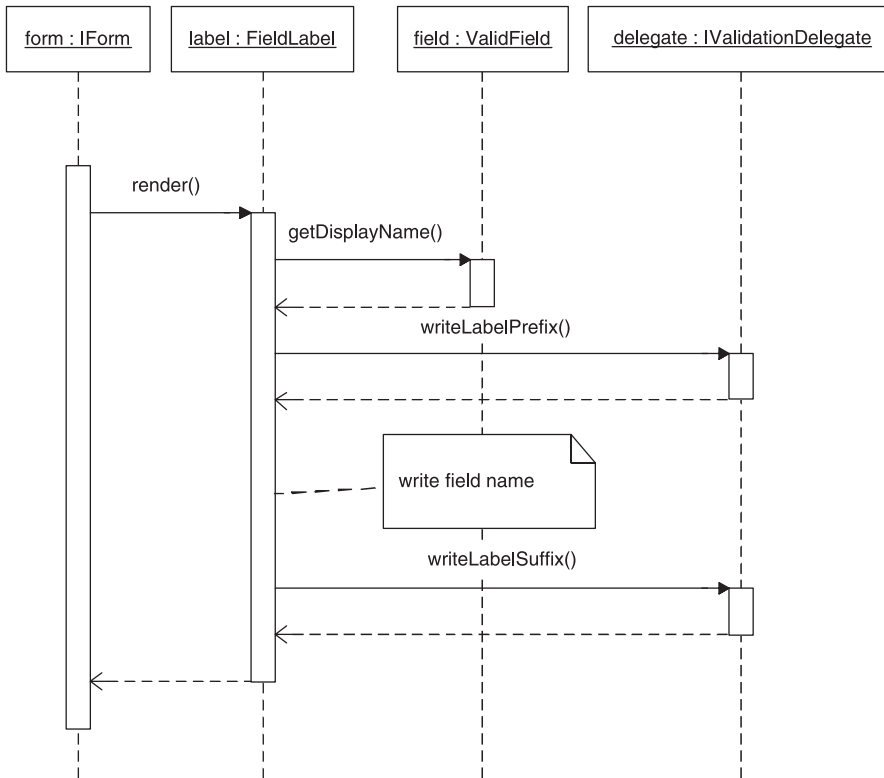 form : IForm
label : FieldLabel
field : ValidField
delegate : IValidationDelegate
render()
getDisplayName()
writeLabelPrefix()
write field name
writeLabelSuffix()